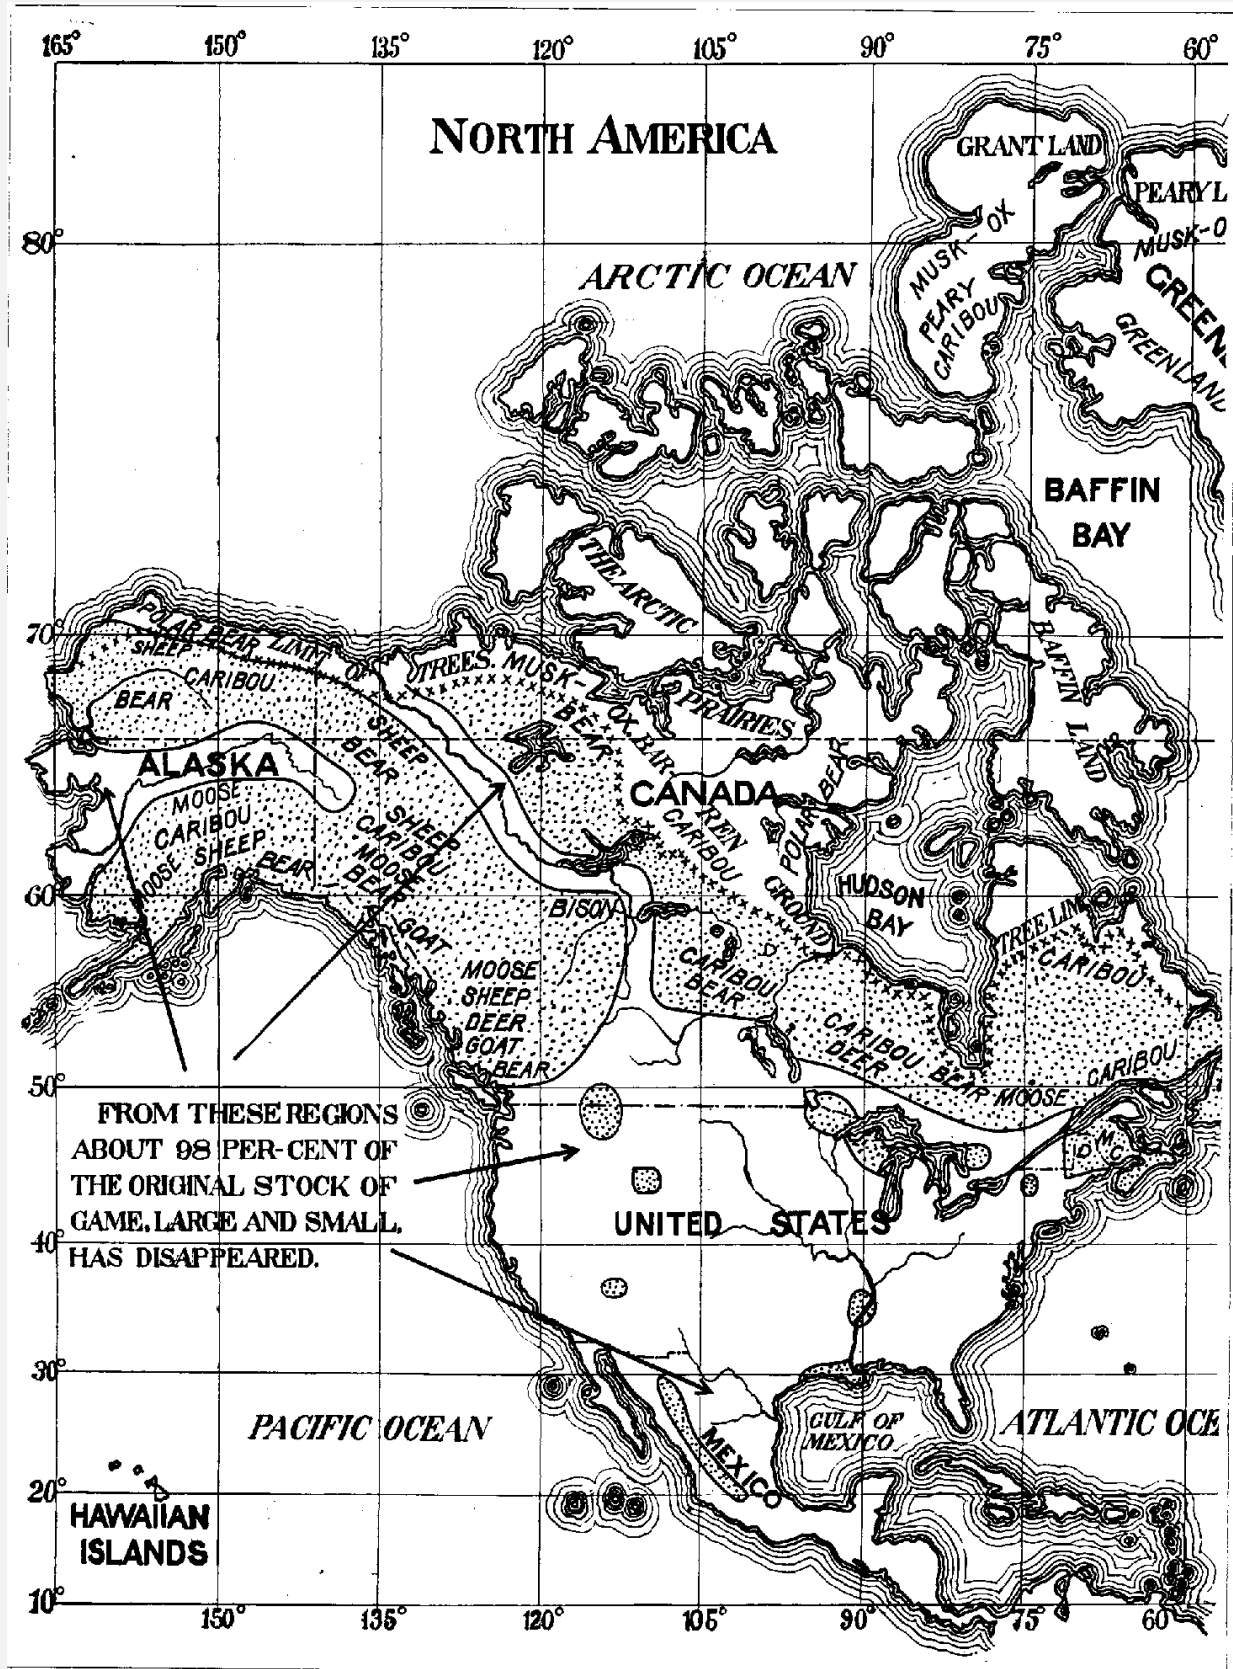 165° 150° 135° 120° 105° 90° 75° 60°
NORTH AMERICA
GRANT LAND
PEARY L
MUSK-OX
MUSK-O
80°
ARCTIC OCEAN
PEARY
CARIBOU
GREEN
GREENLAND
BAFFIN
BAY
THE ARCTIC
PRAIRIES
BAFFIN LAND
70°
POLAR BEAR LIMIT OF TREES. MUSK-OX. BAR-REN GROUND CARIBOU
SHEEP
CARIBOU
BEAR
BEAR
SHEEP
BEAR
ALASKA
CANADA
POLAR BEAR
MOOSE
CARIBOU
SHEEP
MOOSE
BEAR
SHEEP
CARIBOU
MOOSE
BEAR
GOAT
60°
BISON
HUDSON
BAY
TREE LIM
CARIBOU
D
CARIBOU
BEAR
MOOSE
SHEEP
DEER
GOAT
BEAR
CARIBOU BEAR MOOSE CARIBOU
DEER
50°
FROM THESE REGIONS
ABOUT 98 PER-CENT OF
THE ORIGINAL STOCK OF
GAME, LARGE AND SMALL,
HAS DISAPPEARED.
M
D C
UNITED STATES
40°
30°
PACIFIC OCEAN
GULF OF
MEXICO
ATLANTIC OCE
MEXICO
20°
HAWAIIAN
ISLANDS
10°
150° 135° 120° 105° 90° 75° 60°